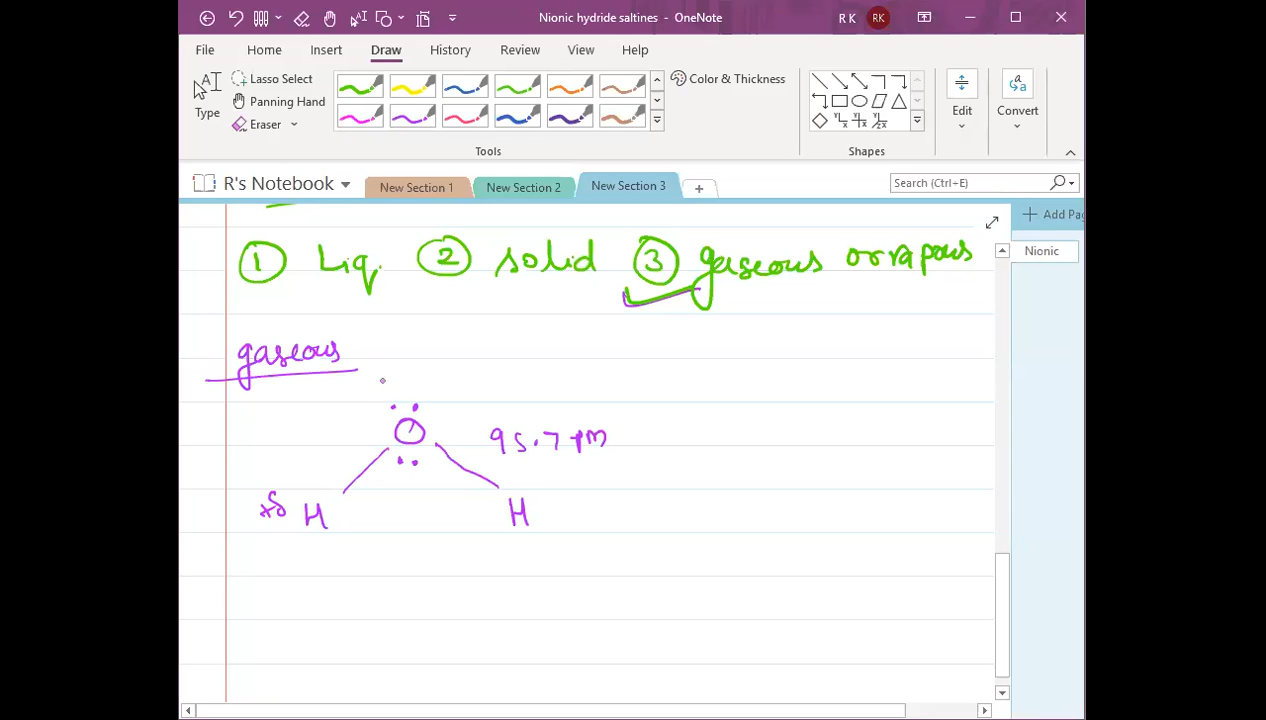 Nionic hydride saltines - OneNote
R K
RK
File Home Insert Draw History Review View Help
Type
Lasso Select
Panning Hand
Eraser
Color & Thickness
Edit
Convert
Tools
Shapes
R's Notebook
New Section 1
New Section 2
New Section 3
Search (Ctrl+E)
Add Pag
Nionic
① Liq. ② solid ③ gaseous or vapous
gaseous
O
95.7 pm
H H